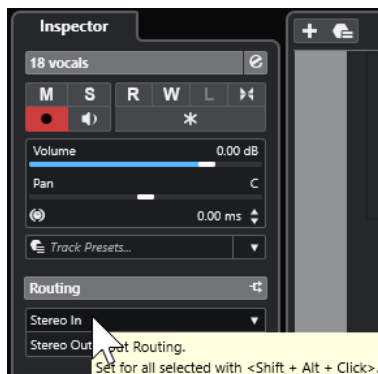 Inspector
18 vocals
M S R W L
Volume 0.00 dB
Pan C
0.00 ms
Track Presets...
Routing
Stereo In
Stereo Out
Routing.
Set for all selected with <Shift + Alt + Click>.